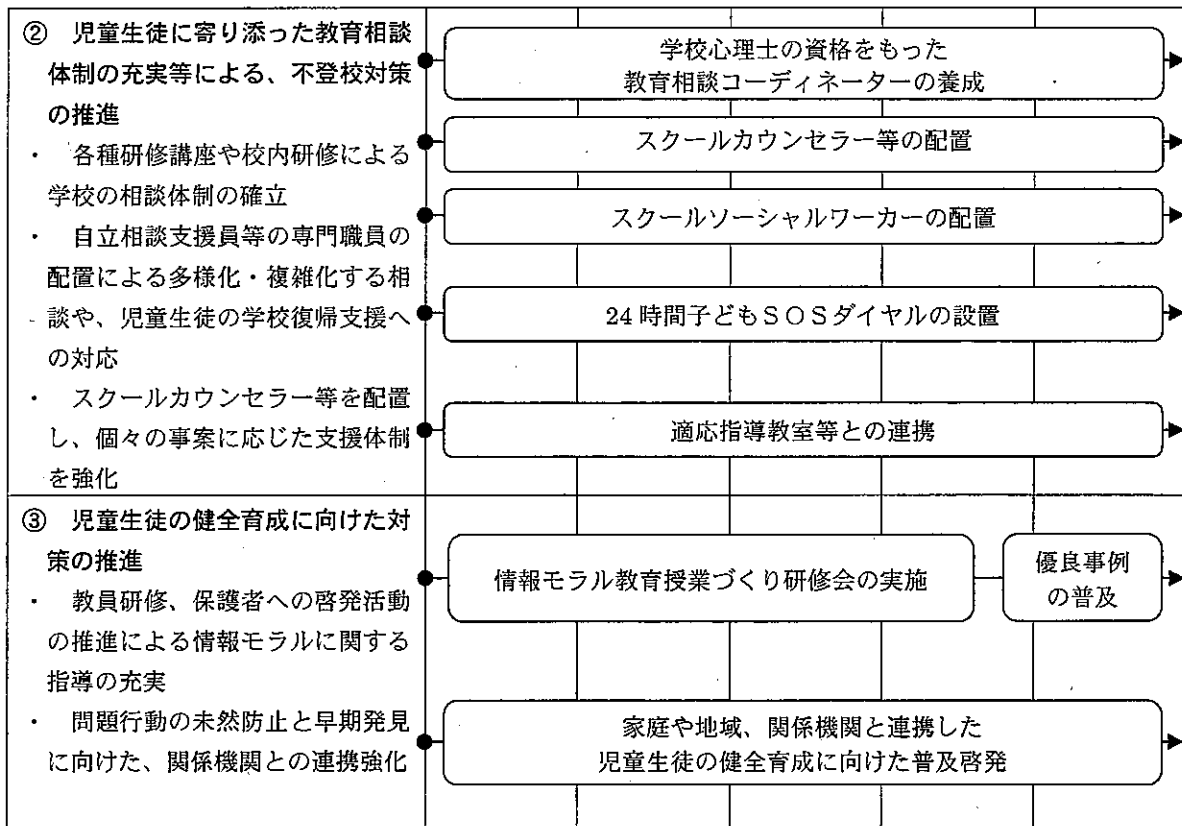 ② 児童生徒に寄り添った教育相談
体制の充実等による、不登校対策
の推進
・ 各種研修講座や校内研修による
学校の相談体制の確立
・ 自立相談支援員等の専門職員の
配置による多様化・複雑化する相
談や、児童生徒の学校復帰支援へ
の対応
・ スクールカウンセラー等を配置
し、個々の事案に応じた支援体制
を強化
学校心理士の資格をもった
教育相談コーディネーターの養成
スクールカウンセラー等の配置
スクールソーシャルワーカーの配置
24時間子どもSOSダイヤルの設置
適応指導教室等との連携
③ 児童生徒の健全育成に向けた対
策の推進
・ 教員研修、保護者への啓発活動
の推進による情報モラルに関する
指導の充実
・ 問題行動の未然防止と早期発見
に向けた、関係機関との連携強化
情報モラル教育授業づくり研修会の実施
優良事例
の普及
家庭や地域、関係機関と連携した
児童生徒の健全育成に向けた普及啓発